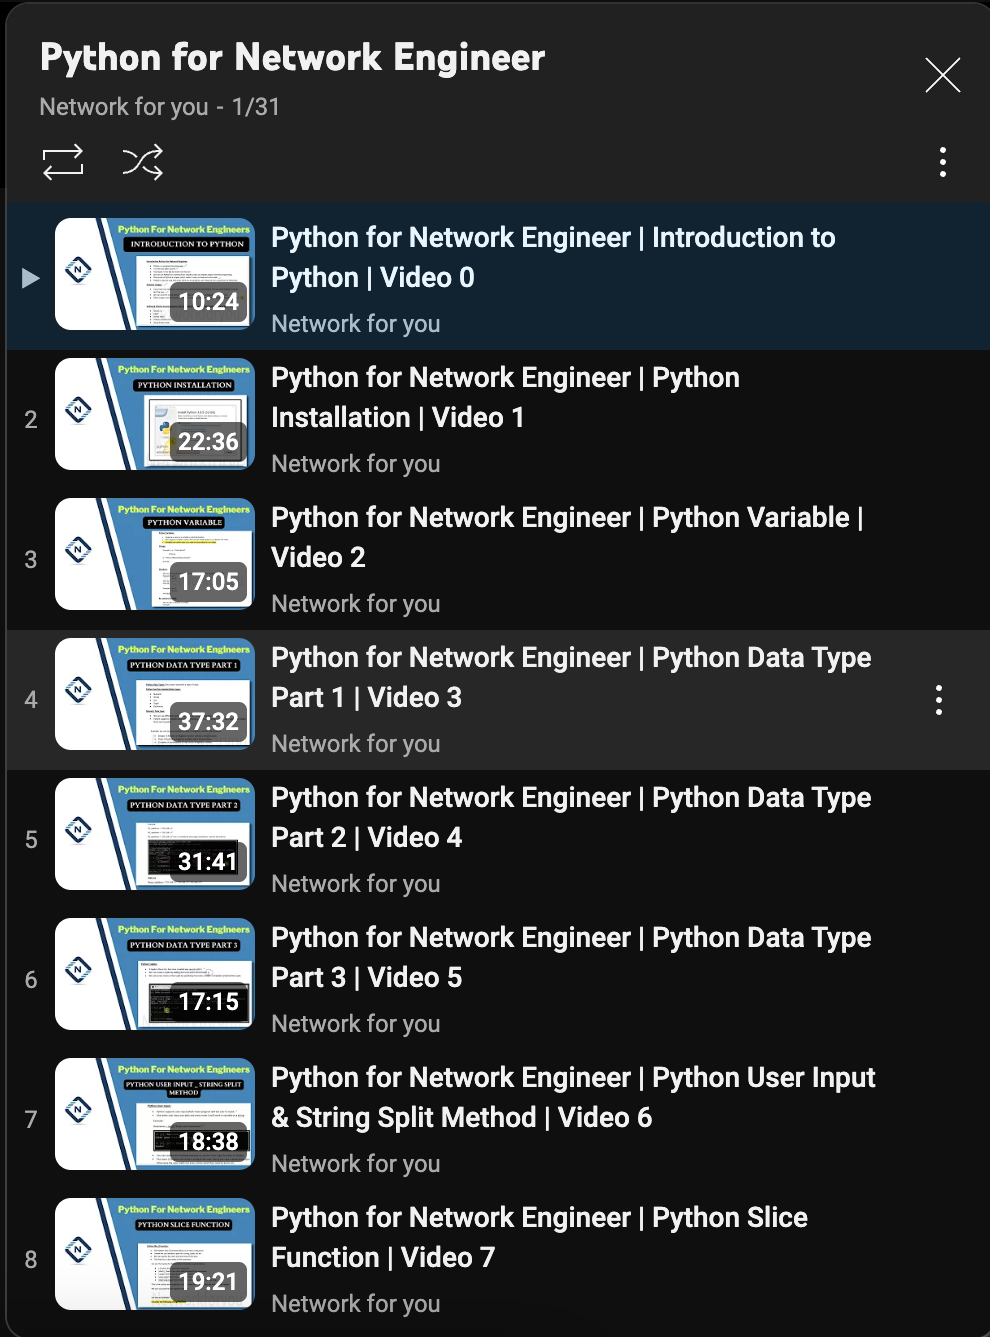 Python for Network Engineer
Network for you - 1/31
Python For Network Engineers
INTRODUCTION TO PYTHON
N
10:24
Python for Network Engineer | Introduction to
Python | Video 0
Network for you
2
Python For Network Engineers
PYTHON INSTALLATION
N
22:36
Python for Network Engineer | Python
Installation | Video 1
Network for you
3
Python For Network Engineers
PYTHON VARIABLE
N
17:05
Python for Network Engineer | Python Variable |
Video 2
Network for you
4
Python For Network Engineers
PYTHON DATA TYPE PART 1
N
37:32
Python for Network Engineer | Python Data Type
Part 1 | Video 3
Network for you
5
Python For Network Engineers
PYTHON DATA TYPE PART 2
N
31:41
Python for Network Engineer | Python Data Type
Part 2 | Video 4
Network for you
6
Python For Network Engineers
PYTHON DATA TYPE PART 3
N
17:15
Python for Network Engineer | Python Data Type
Part 3 | Video 5
Network for you
7
Python For Network Engineers
PYTHON USER INPUT _ STRING SPLIT
METHOD
N
18:38
Python for Network Engineer | Python User Input
& String Split Method | Video 6
Network for you
8
Python For Network Engineers
PYTHON SLICE FUNCTION
N
19:21
Python for Network Engineer | Python Slice
Function | Video 7
Network for you